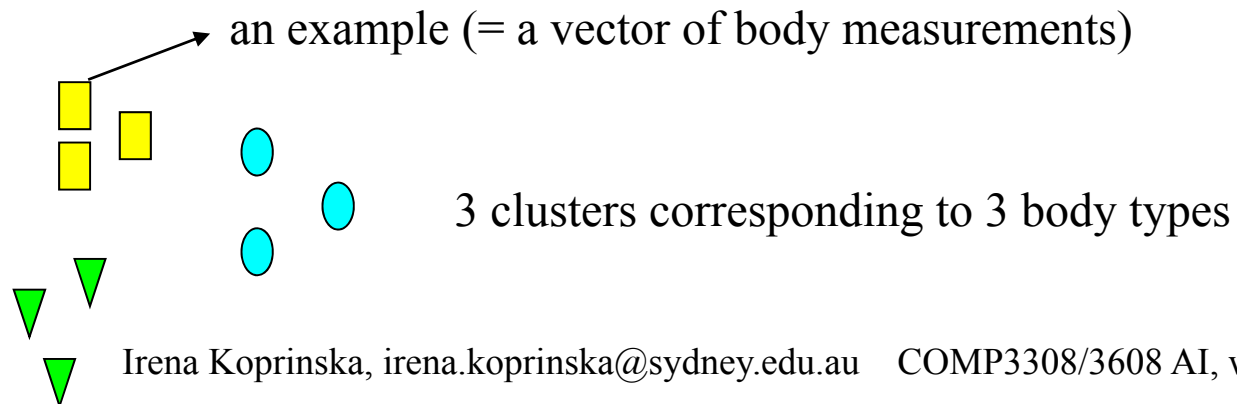 an example (= a vector of body measurements)
3 clusters corresponding to 3 body types
Irena Koprinska, irena.koprinska@sydney.edu.au COMP3308/3608 AI,